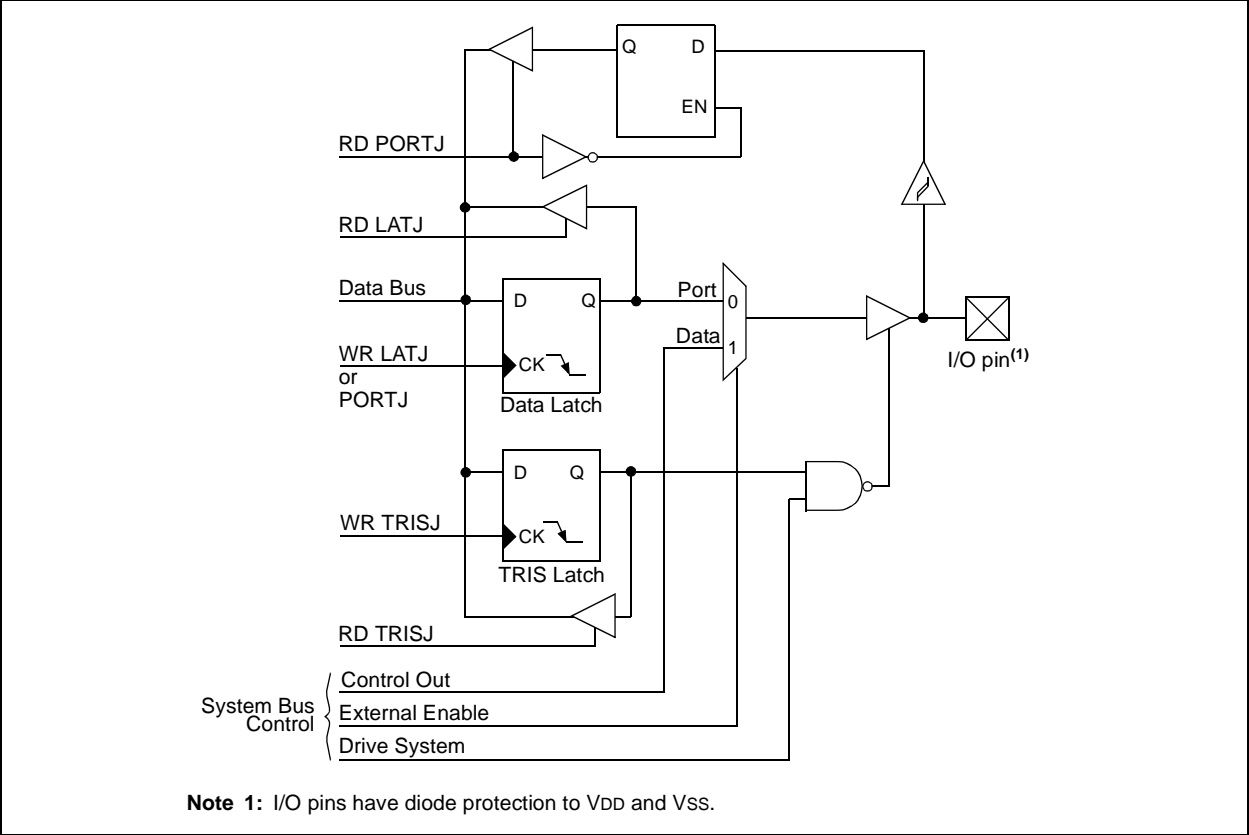 Q D
EN
RD PORTJ
RD LATJ
Data Bus
D Q
Port
0
Data
1
WR LATJ
or
PORTJ
CK
Data Latch
I/O pin(1)
D Q
WR TRISJ
CK
TRIS Latch
RD TRISJ
System Bus
Control
Control Out
External Enable
Drive System
Note 1: I/O pins have diode protection to VDD and VSS.